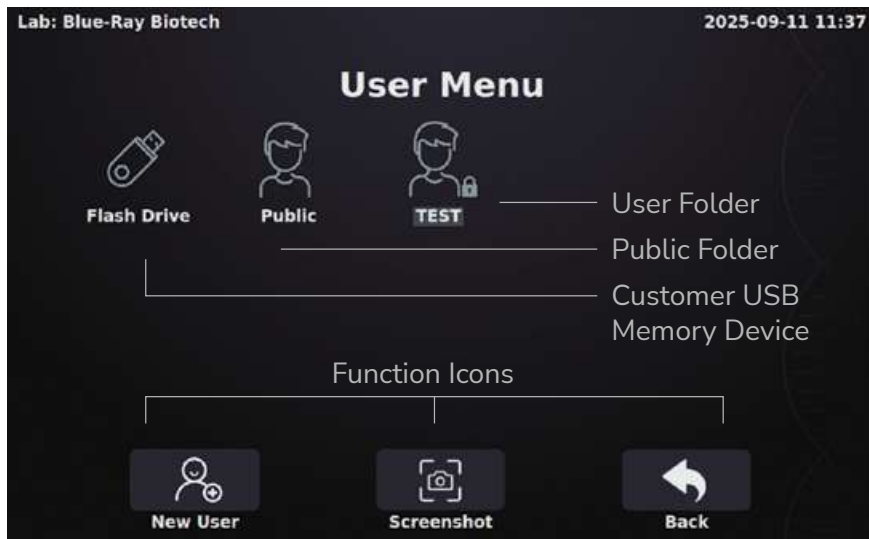 Lab: Blue-Ray Biotech
2025-09-11 11:37
User Menu
Flash Drive
Public
TEST
User Folder
Public Folder
Customer USB
Memory Device
Function Icons
New User
Screenshot
Back